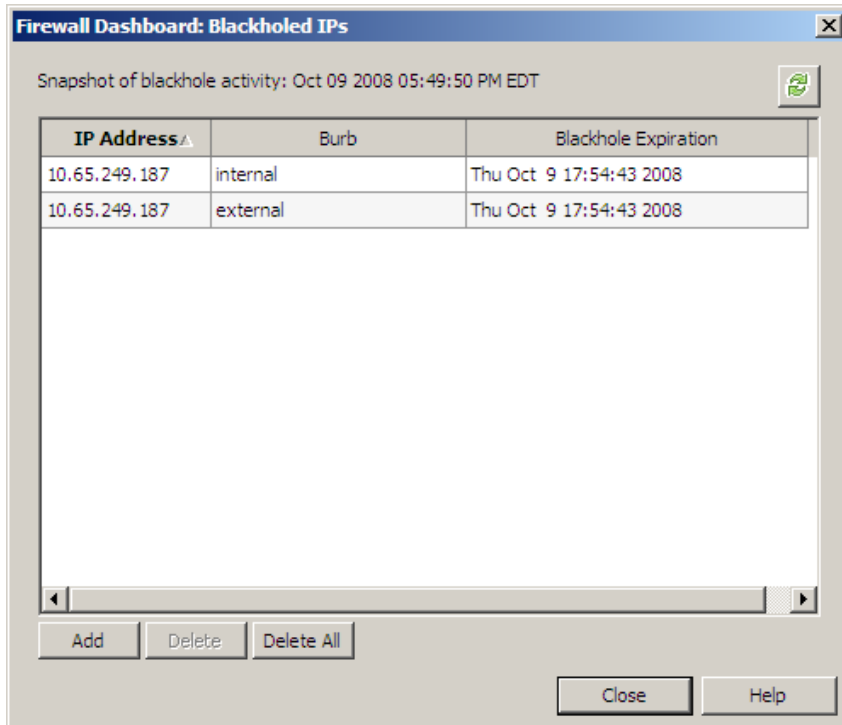 Firewall Dashboard: Blackholed IPs
Snapshot of blackhole activity: Oct 09 2008 05:49:50 PM EDT
IP Address Burb Blackhole Expiration
10.65.249.187 internal Thu Oct 9 17:54:43 2008
10.65.249.187 external Thu Oct 9 17:54:43 2008
Add Delete Delete All
Close Help